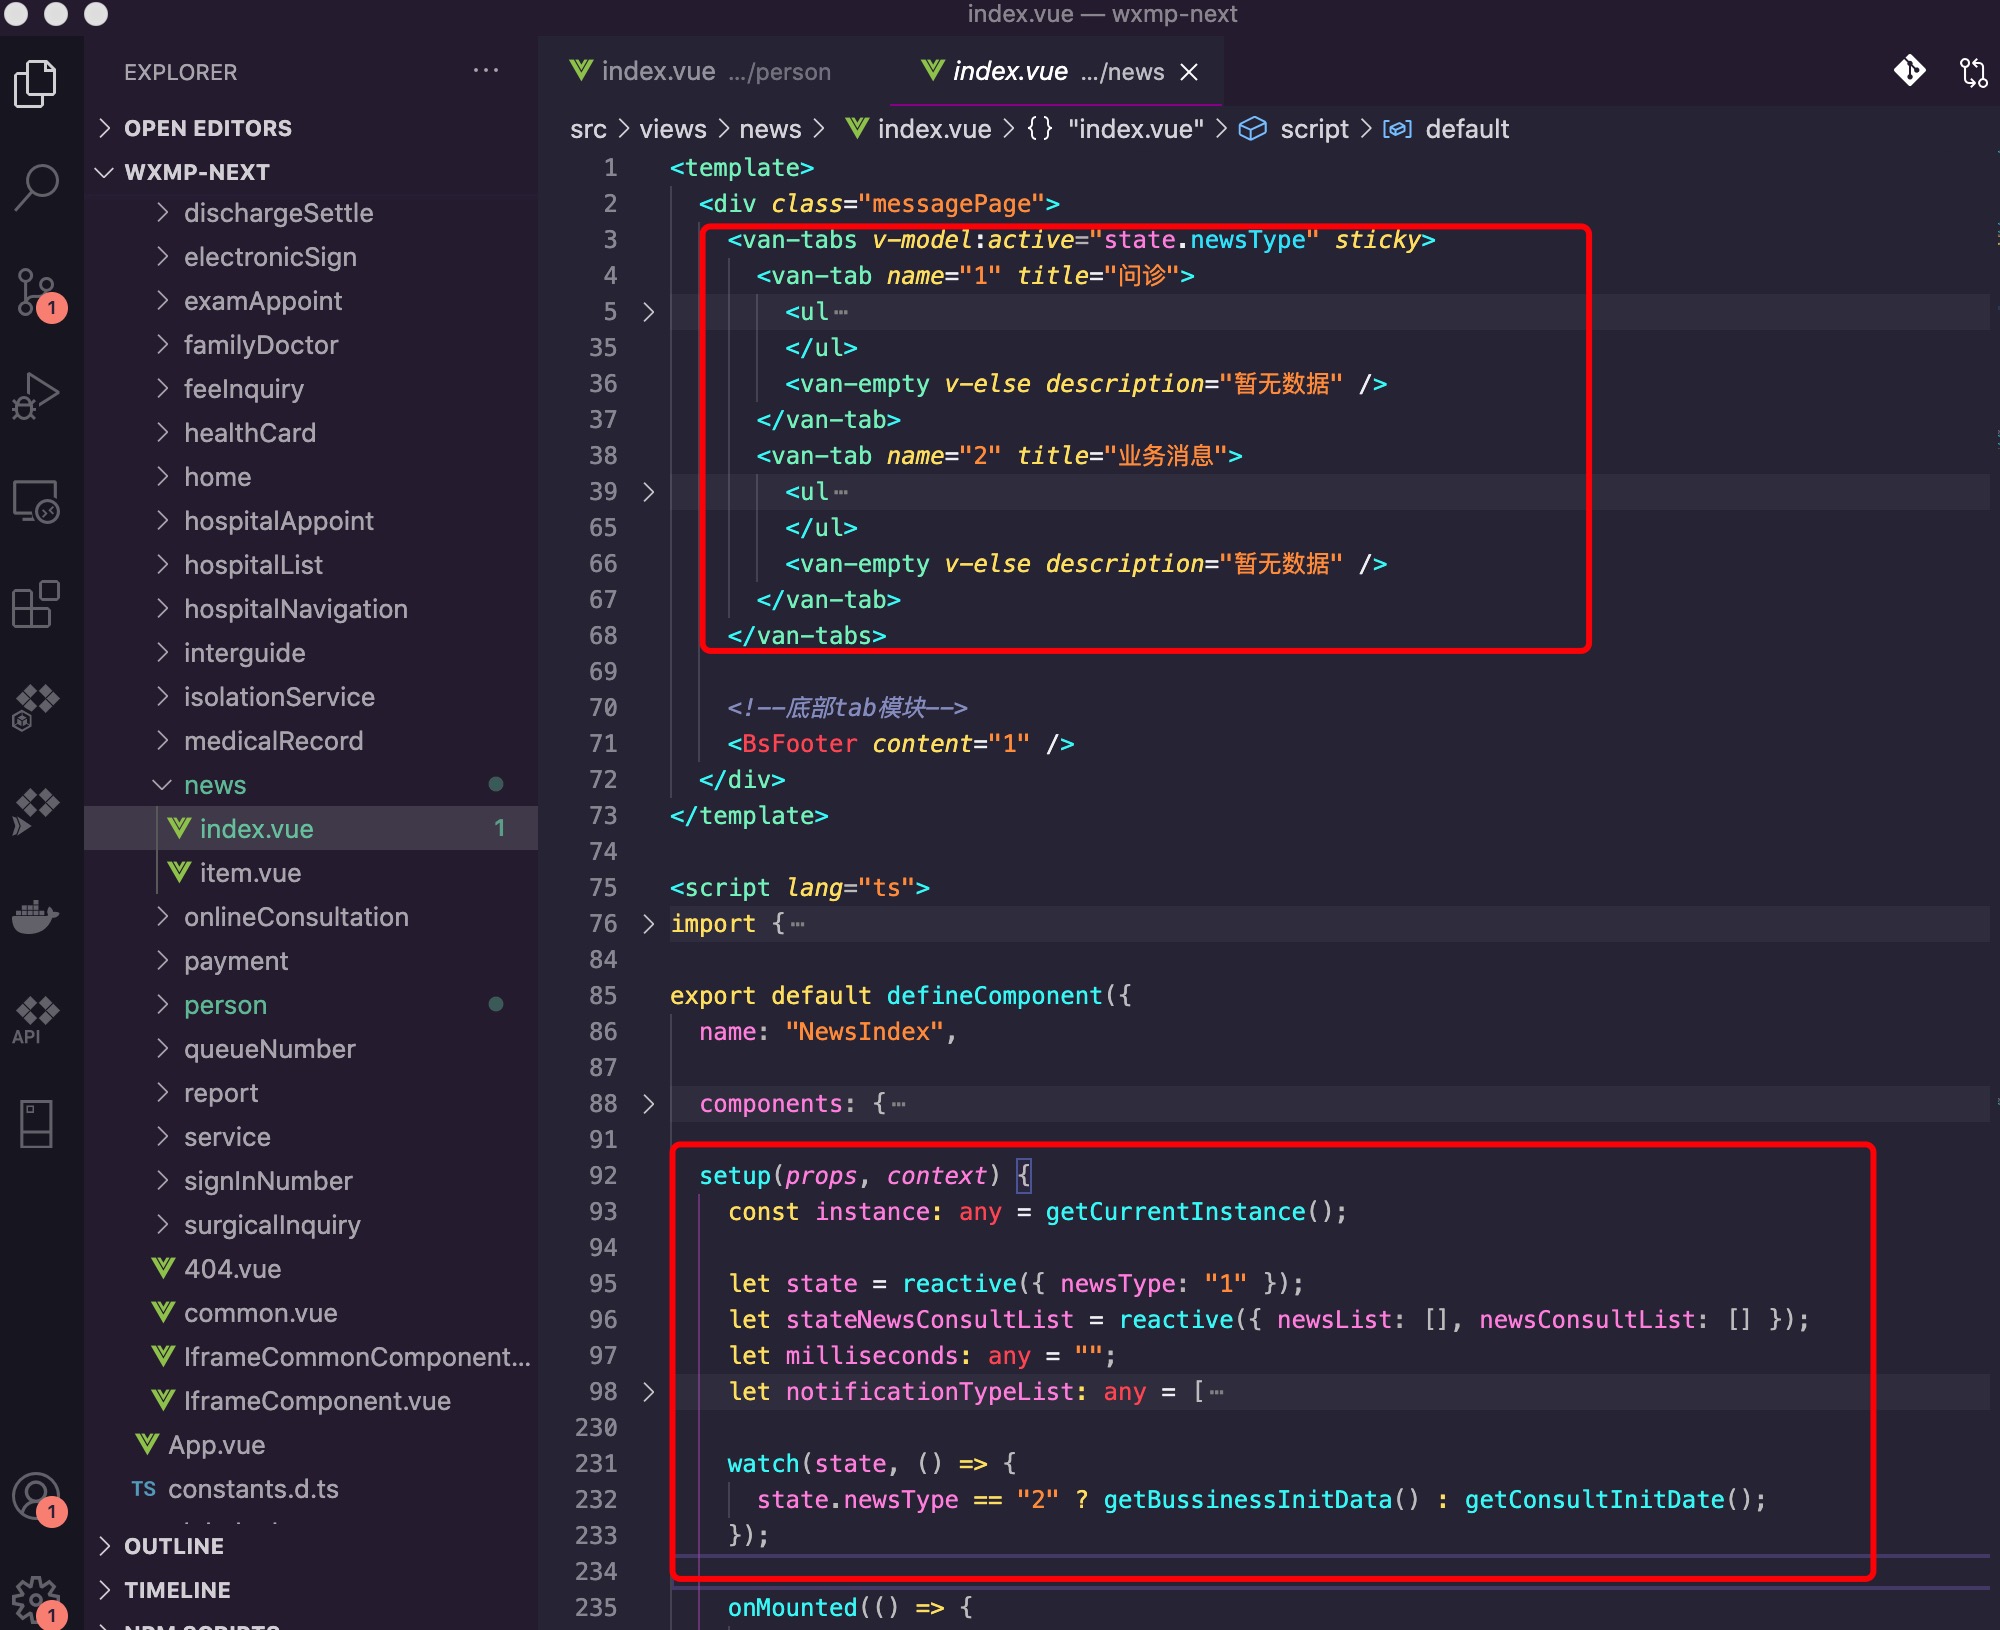 index.vue — wxmp-next
EXPLORER
OPEN EDITORS
WXMP-NEXT
dischargeSettle
electronicSign
examAppoint
familyDoctor
feeInquiry
healthCard
home
hospitalAppoint
hospitalList
hospitalNavigation
interguide
isolationService
medicalRecord
news
index.vue 1
item.vue
onlineConsultation
payment
person
queueNumber
report
service
signInNumber
surgicalInquiry
404.vue
common.vue
IframeCommonComponent...
IframeComponent.vue
App.vue
TS constants.d.ts
OUTLINE
TIMELINE
NPM SCRIPTS
1
API
1
1
index.vue .../person
index.vue .../news
src > views > news > index.vue > {} "index.vue" > script > default
1 <template>
2 <div class="messagePage">
3 <van-tabs v-model:active="state.newsType" sticky>
4 <van-tab name="1" title="问诊">
5 <ul⋯
35 </ul>
36 <van-empty v-else description="暂无数据" />
37 </van-tab>
38 <van-tab name="2" title="业务消息">
39 <ul⋯
65 </ul>
66 <van-empty v-else description="暂无数据" />
67 </van-tab>
68 </van-tabs>
69
70 <!--底部tab模块-->
71 <BsFooter content="1" />
72 </div>
73 </template>
74
75 <script lang="ts">
76 import {⋯
84
85 export default defineComponent({
86 name: "NewsIndex",
87
88 components: {⋯
91
92 setup(props, context) {
93 const instance: any = getCurrentInstance();
94
95 let state = reactive({ newsType: "1" });
96 let stateNewsConsultList = reactive({ newsList: [], newsConsultList: [] });
97 let milliseconds: any = "";
98 let notificationTypeList: any = [⋯
230
231 watch(state, () => {
232 state.newsType == "2" ? getBussinessInitData() : getConsultInitDate();
233 });
234
235 onMounted(() => {